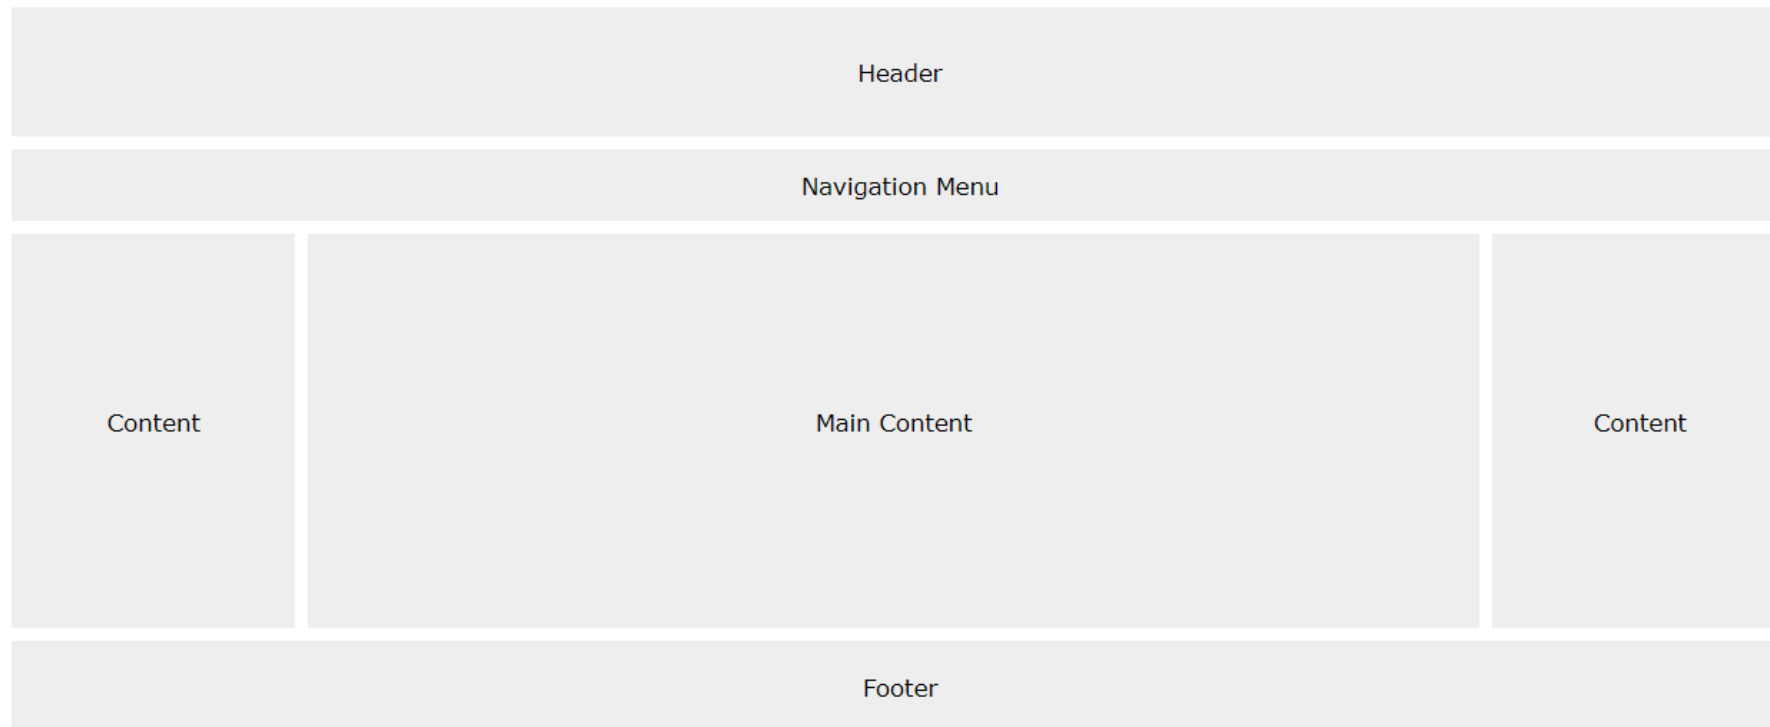 Header
Navigation Menu
Content
Main Content
Content
Footer